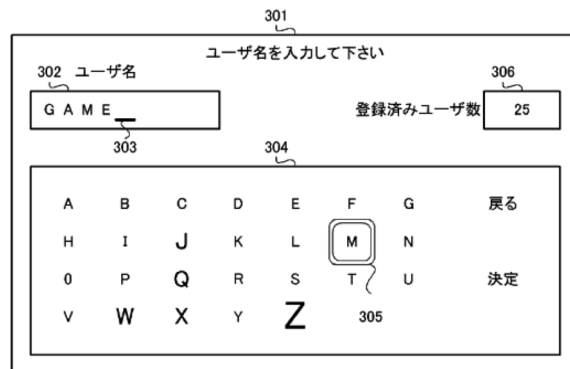 301
ユーザ名を入力して下さい
302 ユーザ名 306
GAME_ 登録済みユーザ数 25
303 304
A B C D E F G 戻る
H I J K L M N
0 P Q R S T U 決定
V W X Y Z 305